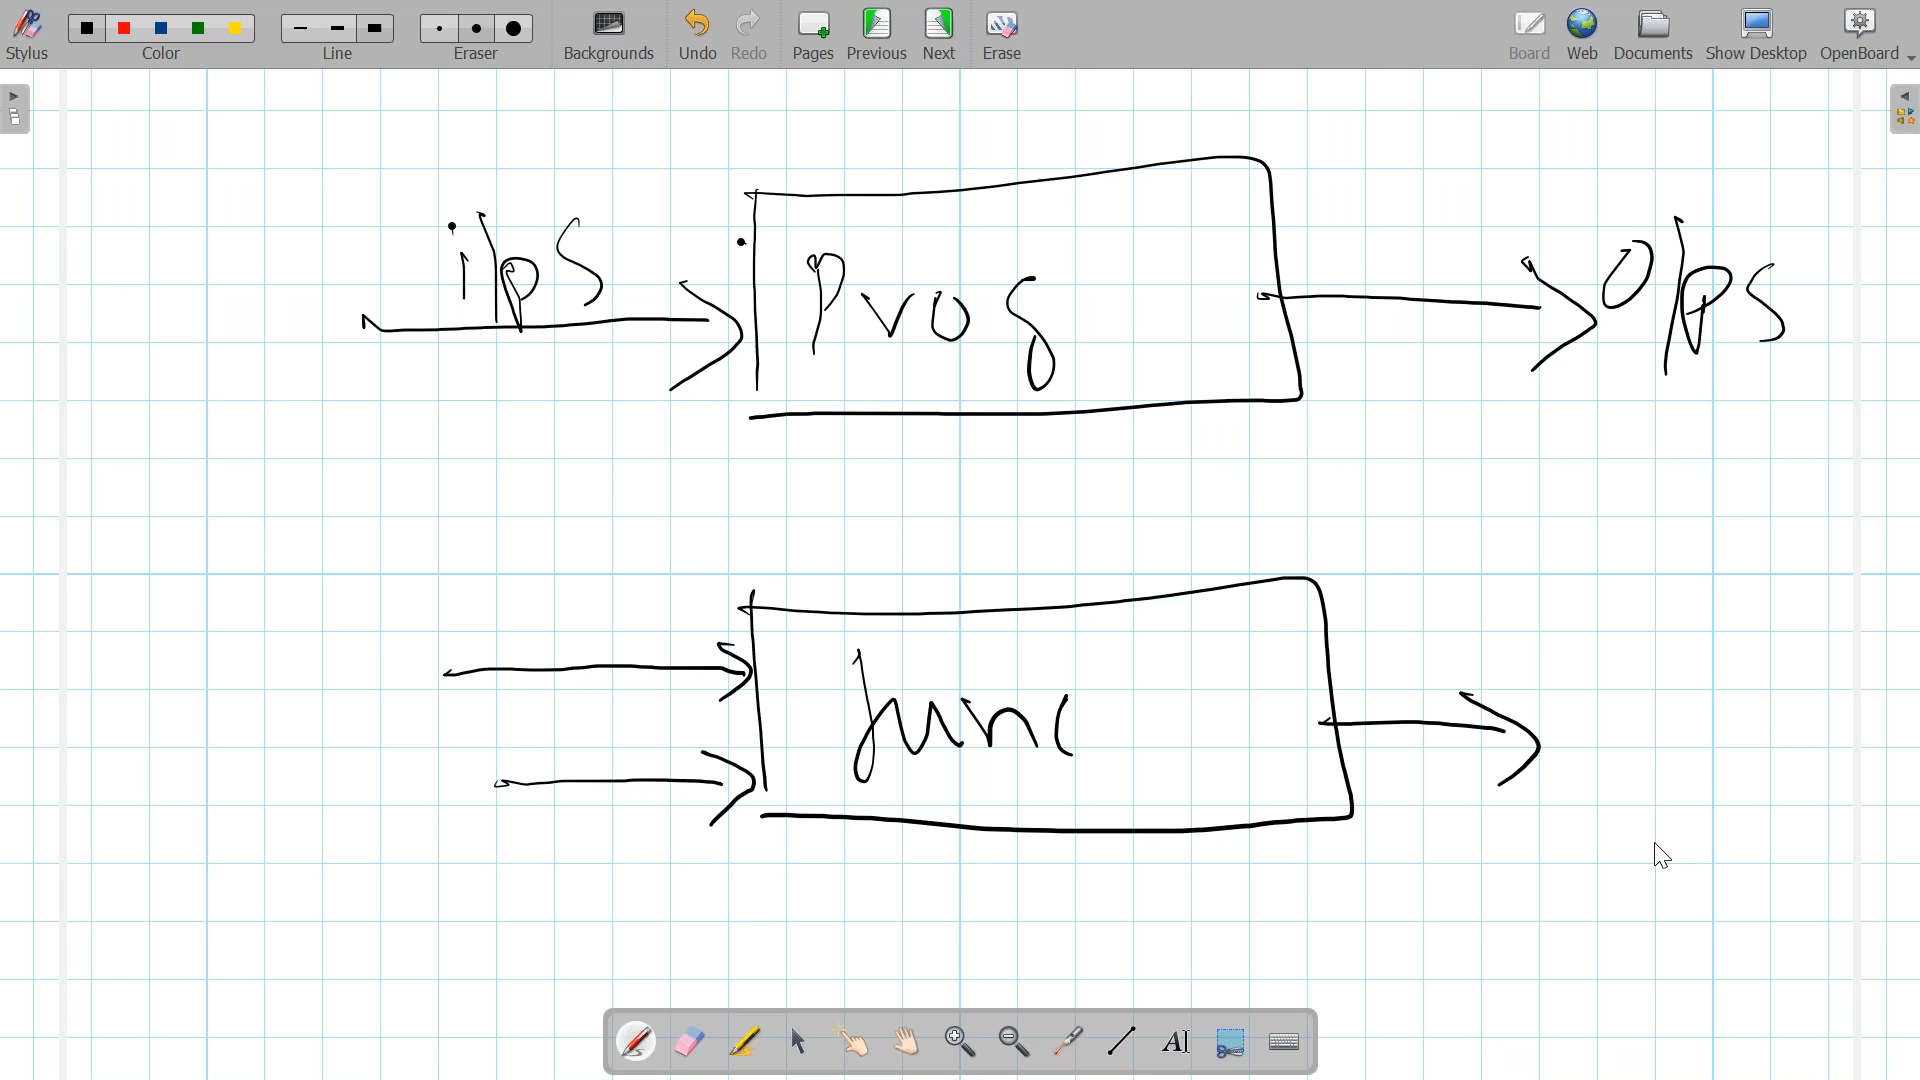 Stylus Color Line Eraser Backgrounds Undo Redo Pages Previous Next Erase Board Web Documents Show Desktop OpenBoard
i/ps Prog O/ps
func
AI